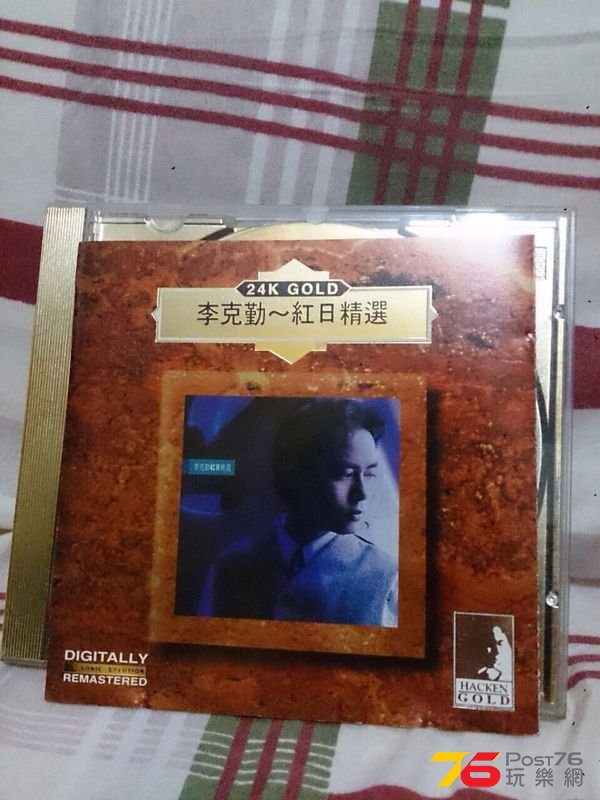 24K GOLD
李克勤～紅日精選
李克勤紅日精選
DIGITALLY
SONIC SOLUTION
REMASTERED
HACKEN
GOLD
76 POST76
玩樂網